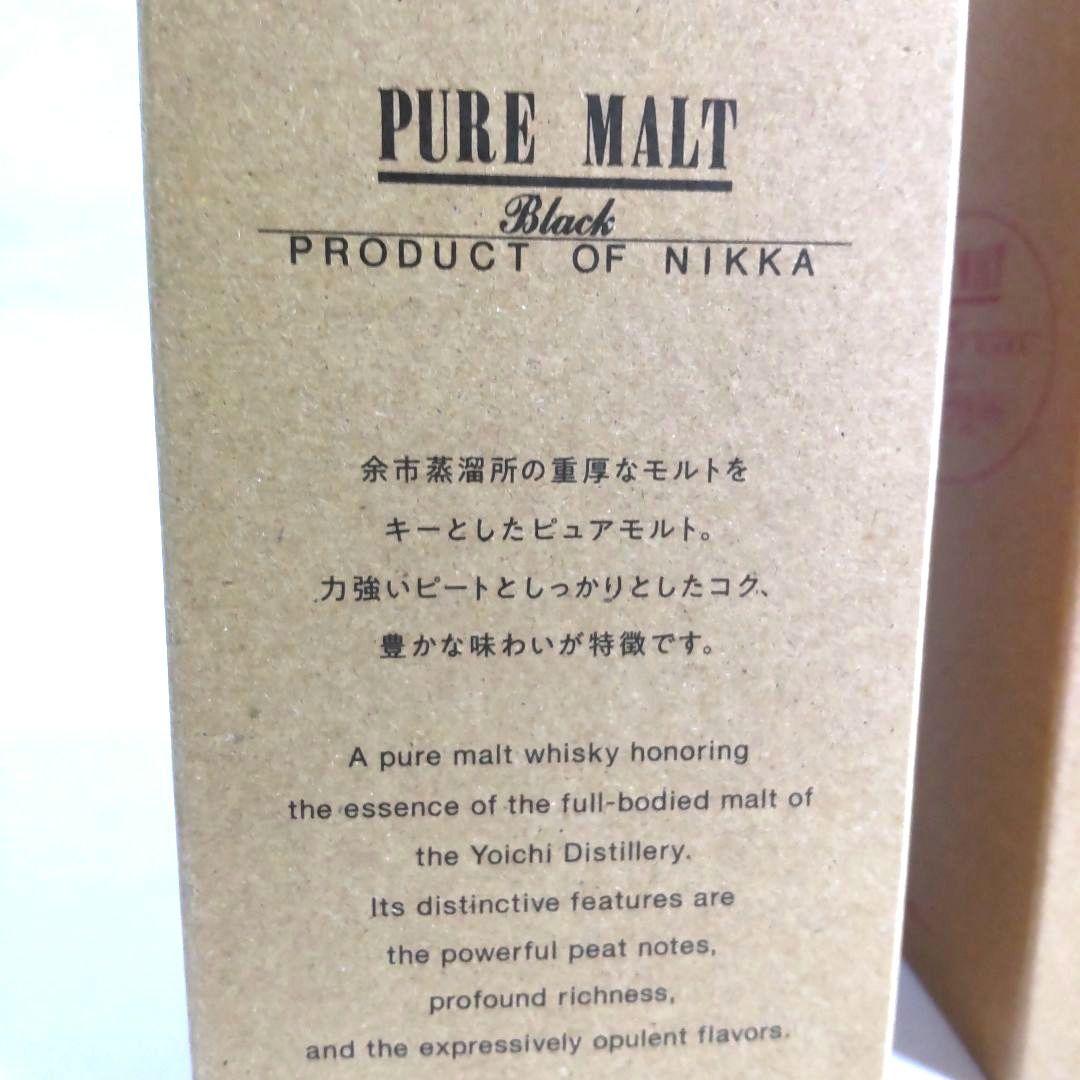 PURE MALT
Black
PRODUCT OF NIKKA
余市蒸溜所の重厚なモルトを
キーとしたピュアモルト。
力強いピートとしっかりとしたコク、
豊かな味わいが特徴です。
A pure malt whisky honoring
the essence of the full-bodied malt of
the Yoichi Distillery.
Its distinctive features are
the powerful peat notes,
profound richness,
and the expressively opulent flavors.